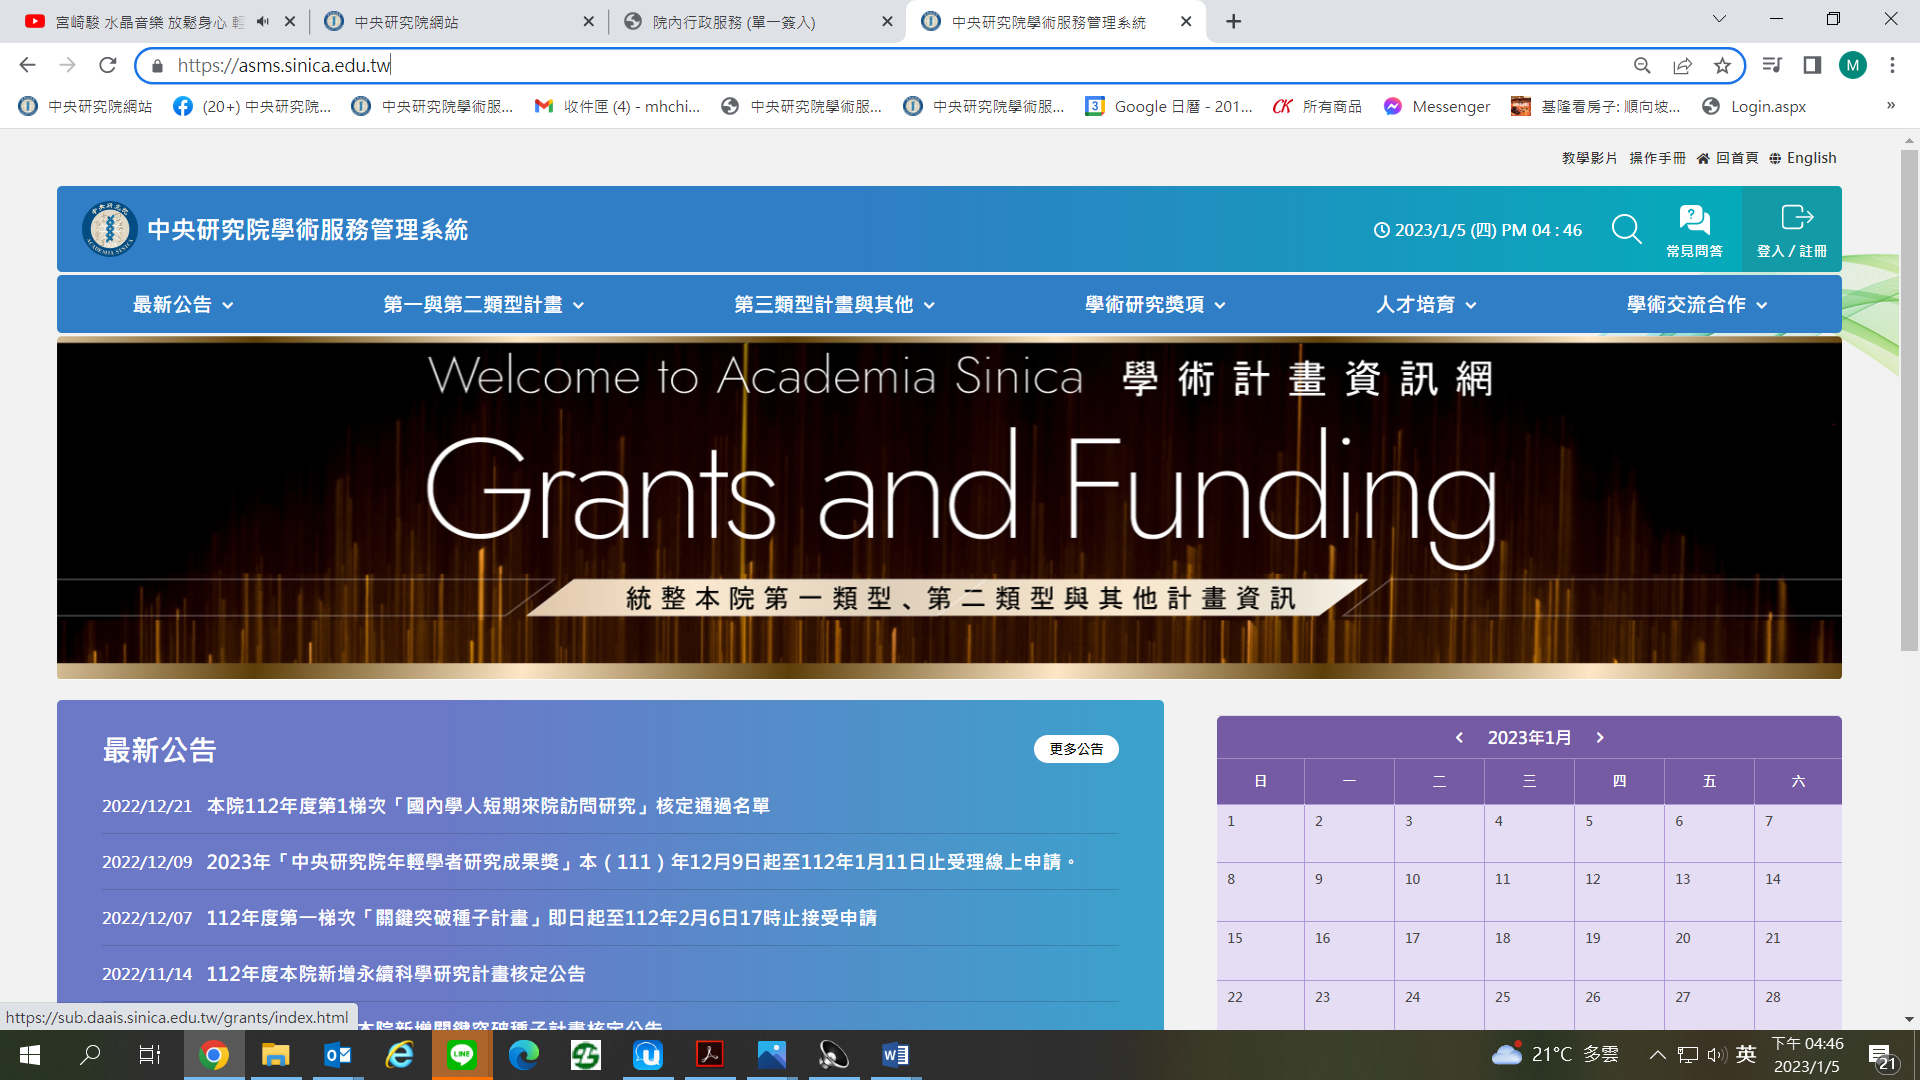 宮崎駿 水晶音樂 放鬆身心 輕
中央研究院網站
院內行政服務 (單一簽入)
中央研究院學術服務管理系統
https://asms.sinica.edu.tw
M
中央研究院網站
(20+) 中央研究院...
中央研究院學術服...
收件匣 (4) - mhchi...
中央研究院學術服...
中央研究院學術服...
Google 日曆 - 201...
所有商品
Messenger
基隆看房子: 順向坡...
Login.aspx
»
教學影片 操作手冊 回首頁 English
中央研究院學術服務管理系統
2023/1/5 (四) PM 04 : 46
常見問答
登入 / 註冊
最新公告
第一與第二類型計畫
第三類型計畫與其他
學術研究獎項
人才培育
學術交流合作
Welcome to Academia Sinica 學術計畫資訊網
Grants and Funding
統整本院第一類型、第二類型與其他計畫資訊
最新公告
更多公告
2022/12/21 本院112年度第1梯次「國內學人短期來院訪問研究」核定通過名單
2022/12/09 2023年「中央研究院年輕學者研究成果獎」本（111）年12月9日起至112年1月11日止受理線上申請。
2022/12/07 112年度第一梯次「關鍵突破種子計畫」即日起至112年2月6日17時止接受申請
2022/11/14 112年度本院新增永續科學研究計畫核定公告
本院新增關鍵突破種子計畫核定公告
2023年1月
日 一 二 三 四 五 六
1 2 3 4 5 6 7
8 9 10 11 12 13 14
15 16 17 18 19 20 21
22 23 24 25 26 27 28
https://sub.daais.sinica.edu.tw/grants/index.html
21°C 多雲
英
下午 04:46
2023/1/5
21